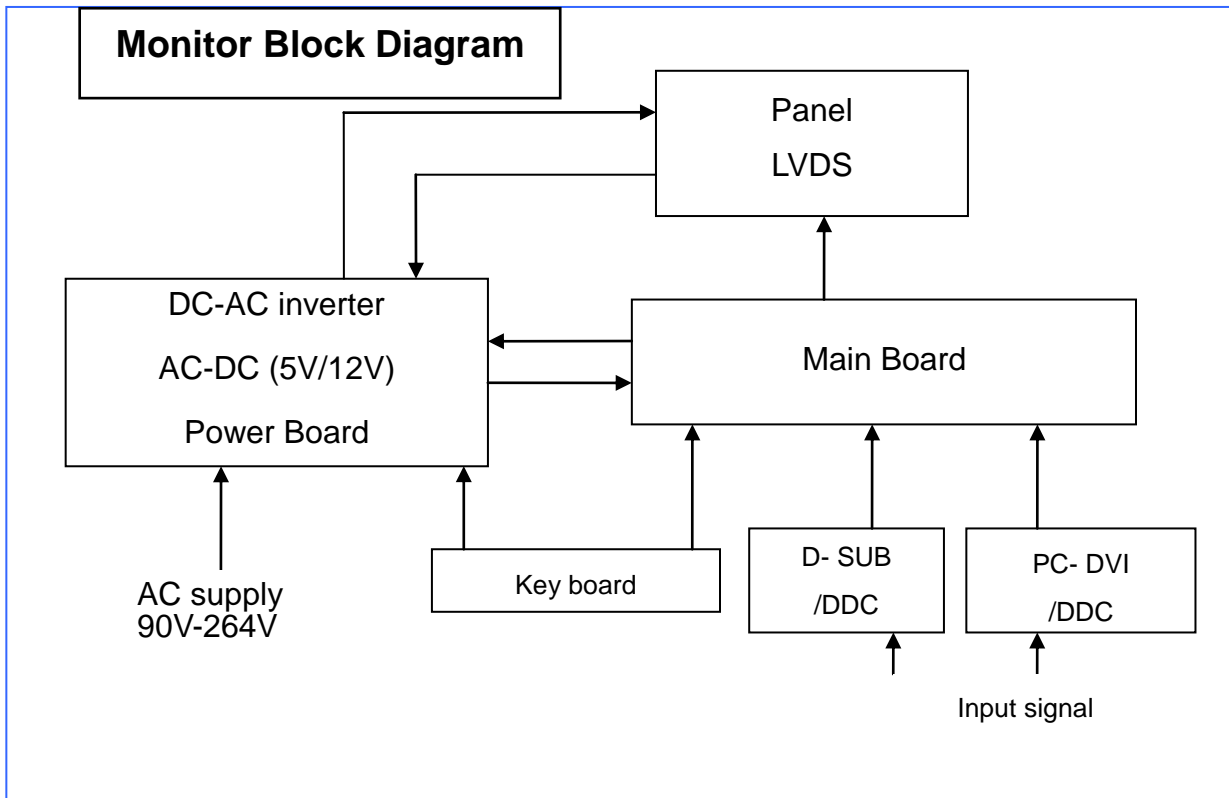 Monitor Block Diagram
Panel
LVDS
DC-AC inverter
AC-DC (5V/12V)
Power Board
Main Board
D- SUB
/DDC
PC- DVI
/DDC
Key board
AC supply
90V-264V
Input signal